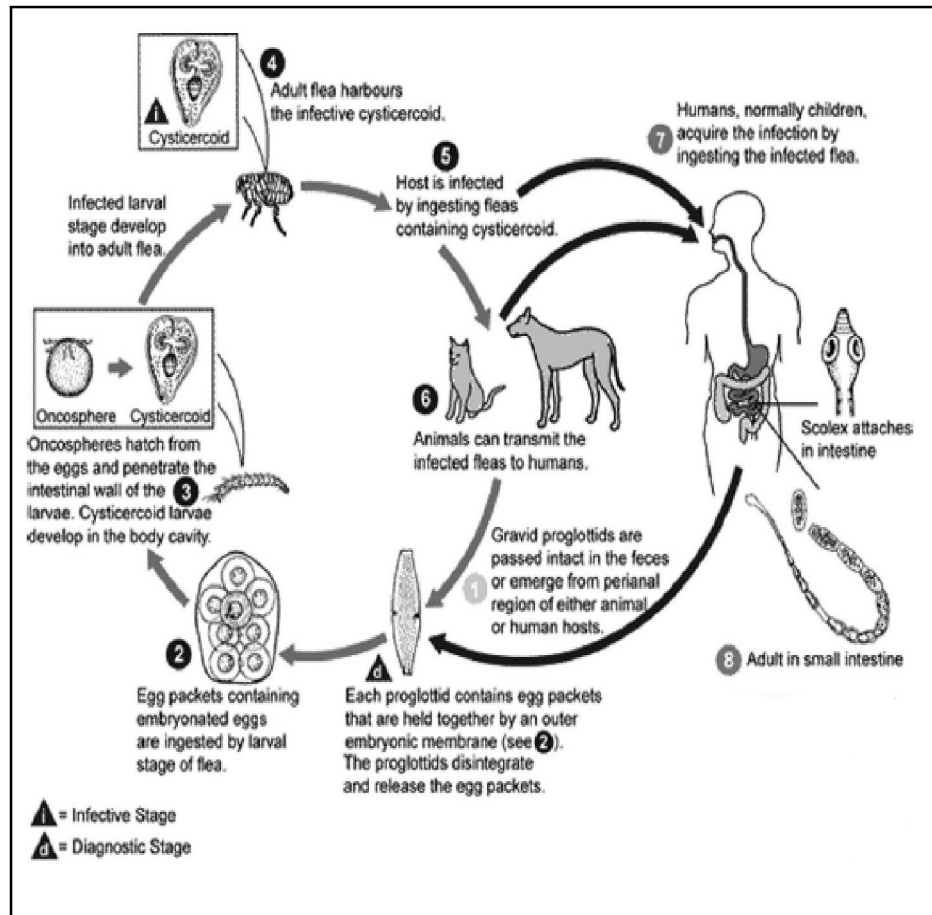 4
Adult flea harbours
the infective cysticercoid.
i
Cysticercoid
Infected larval
stage develop
into adult flea.
5
Host is infected
by ingesting fleas
containing cysticercoid.
Humans, normally children,
7 acquire the infection by
ingesting the infected flea.
Oncosphere Cysticercoid
Oncospheres hatch from
the eggs and penetrate the
intestinal wall of the 3
larvae. Cysticercoid larvae
develop in the body cavity.
6
Animals can transmit the
infected fleas to humans.
Scolex attaches
in intestine
Gravid proglottids are
passed intact in the feces
1 or emerge from perianal
region of either animal
or human hosts.
2
Egg packets containing
embryonated eggs
are ingested by larval
stage of flea.
d
Each proglottid contains egg packets
that are held together by an outer
embryonic membrane (see 2).
The proglottids disintegrate
and release the egg packets.
8 Adult in small intestine
i = Infective Stage
d = Diagnostic Stage